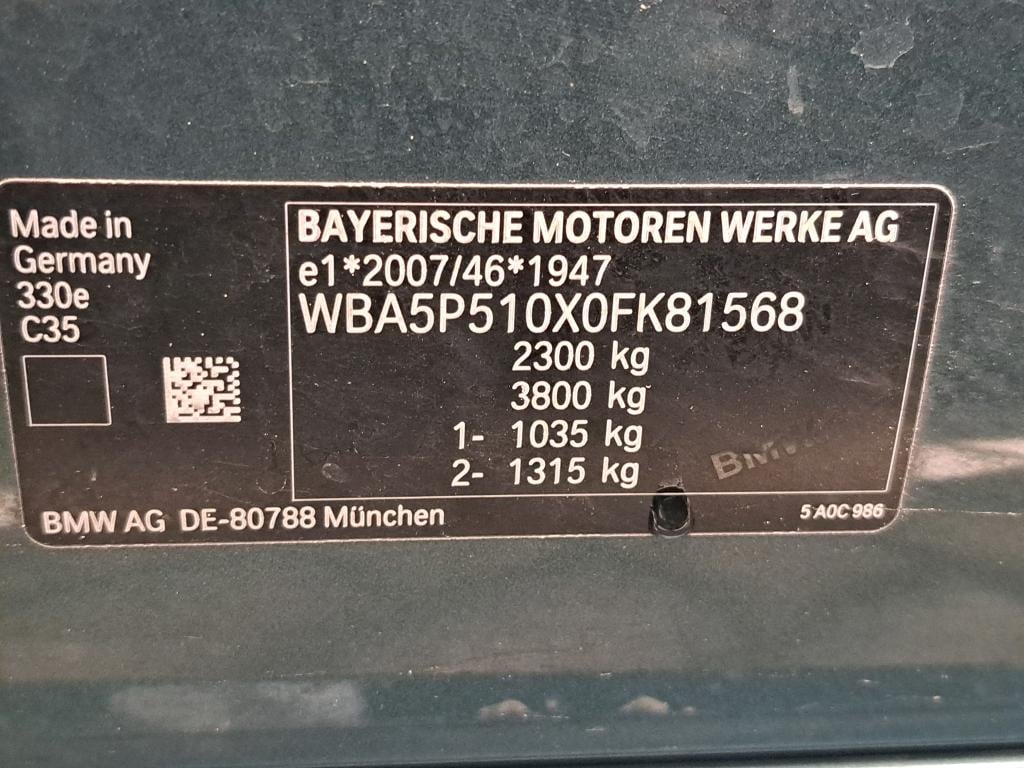 Made in
Germany
330e
C35
BAYERISCHE MOTOREN WERKE AG
e1*2007/46*1947
WBA5P510X0FK81568
2300 kg
3800 kg
1- 1035 kg
2- 1315 kg
BMW
BMW AG DE-80788 München
5 A0C 986